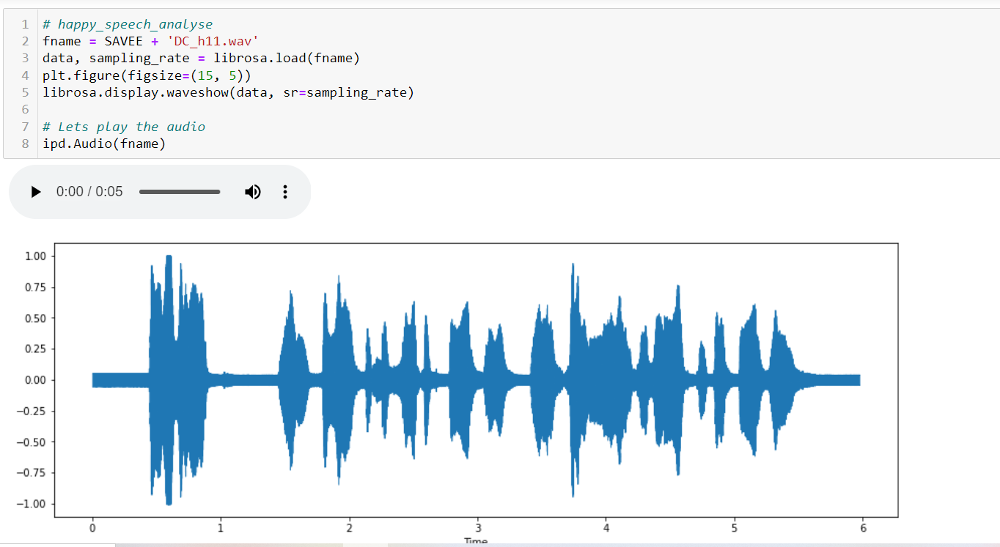 1 # happy_speech_analyse
2 fname = SAVEE + 'DC_h11.wav'
3 data, sampling_rate = librosa.load(fname)
4 plt.figure(figsize=(15, 5))
5 librosa.display.waveshow(data, sr=sampling_rate)
6
7 # Lets play the audio
8 ipd.Audio(fname)
0:00 / 0:05
1.00
0.75
0.50
0.25
0.00
−0.25
−0.50
−0.75
−1.00
0 1 2 3 4 5 6
Time